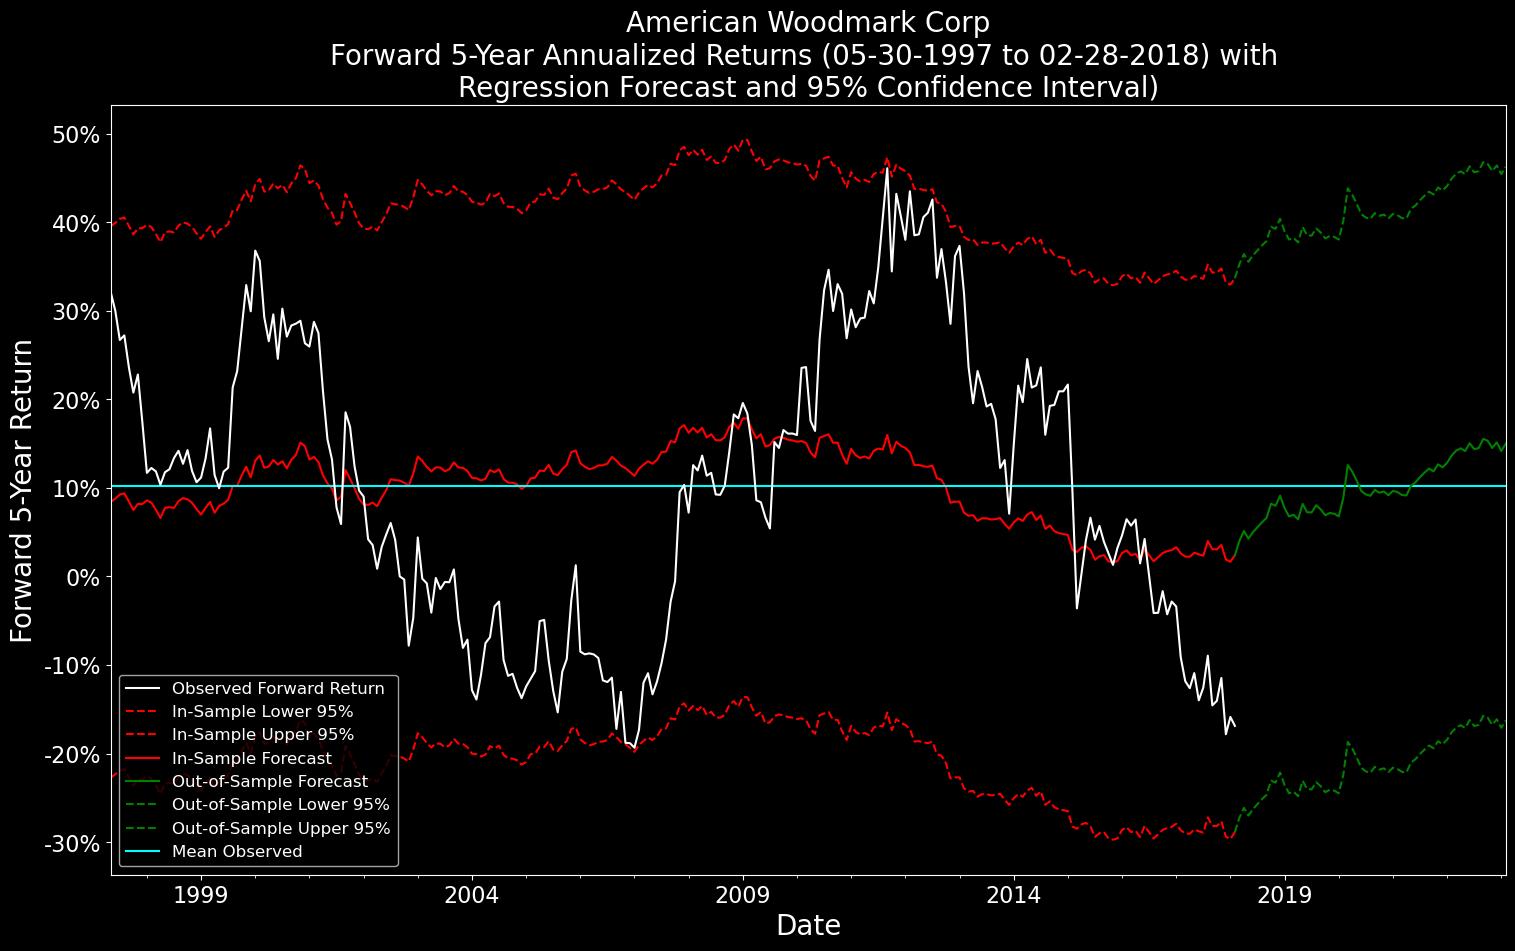 American Woodmark Corp
Forward 5-Year Annualized Returns (05-30-1997 to 02-28-2018) with
Regression Forecast and 95% Confidence Interval)
Forward 5-Year Return
50%
40%
30%
20%
10%
0%
-10%
-20%
-30%
Observed Forward Return
In-Sample Lower 95%
In-Sample Upper 95%
In-Sample Forecast
Out-of-Sample Forecast
Out-of-Sample Lower 95%
Out-of-Sample Upper 95%
Mean Observed
1999 2004 2009 2014 2019
Date